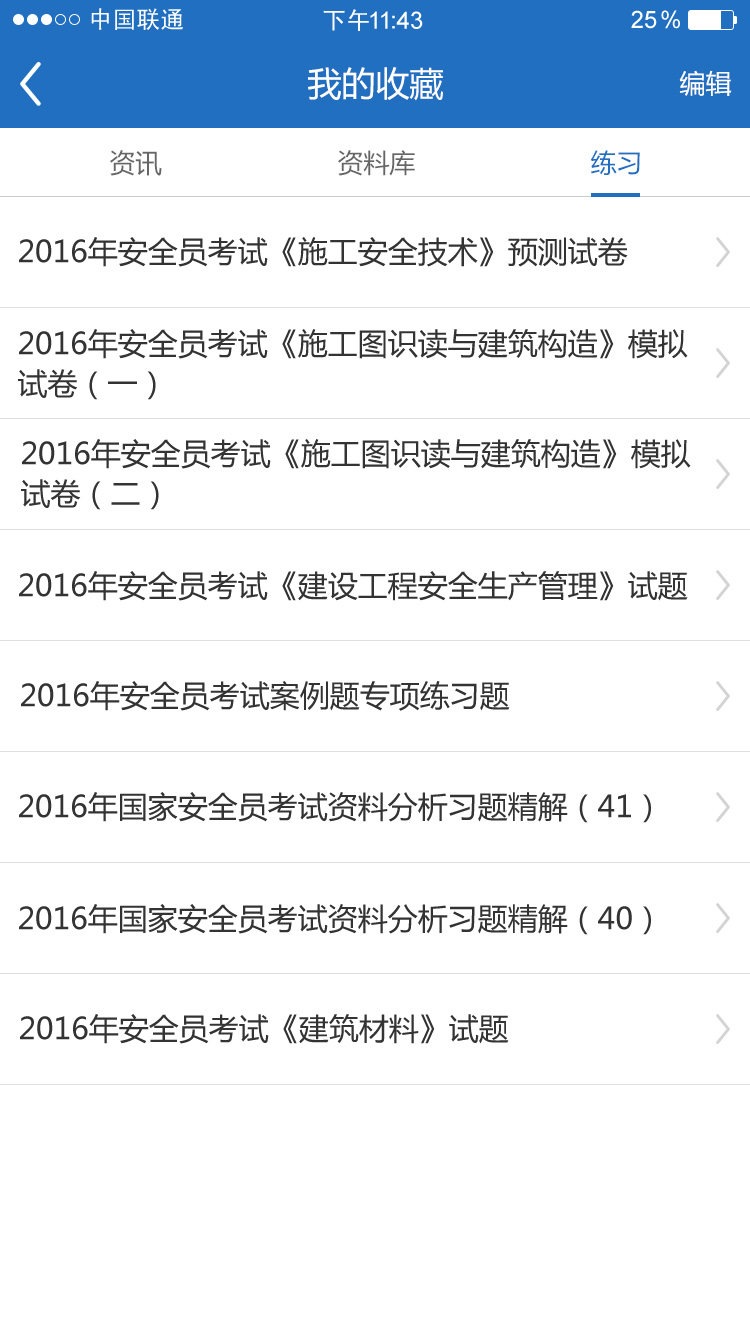 中国联通 下午11:43 25%
我的收藏 编辑
资讯 资料库 练习
2016年安全员考试《施工安全技术》预测试卷
2016年安全员考试《施工图识读与建筑构造》模拟
试卷（一）
2016年安全员考试《施工图识读与建筑构造》模拟
试卷（二）
2016年安全员考试《建设工程安全生产管理》试题
2016年安全员考试案例题专项练习题
2016年国家安全员考试资料分析习题精解（41）
2016年国家安全员考试资料分析习题精解（40）
2016年安全员考试《建筑材料》试题